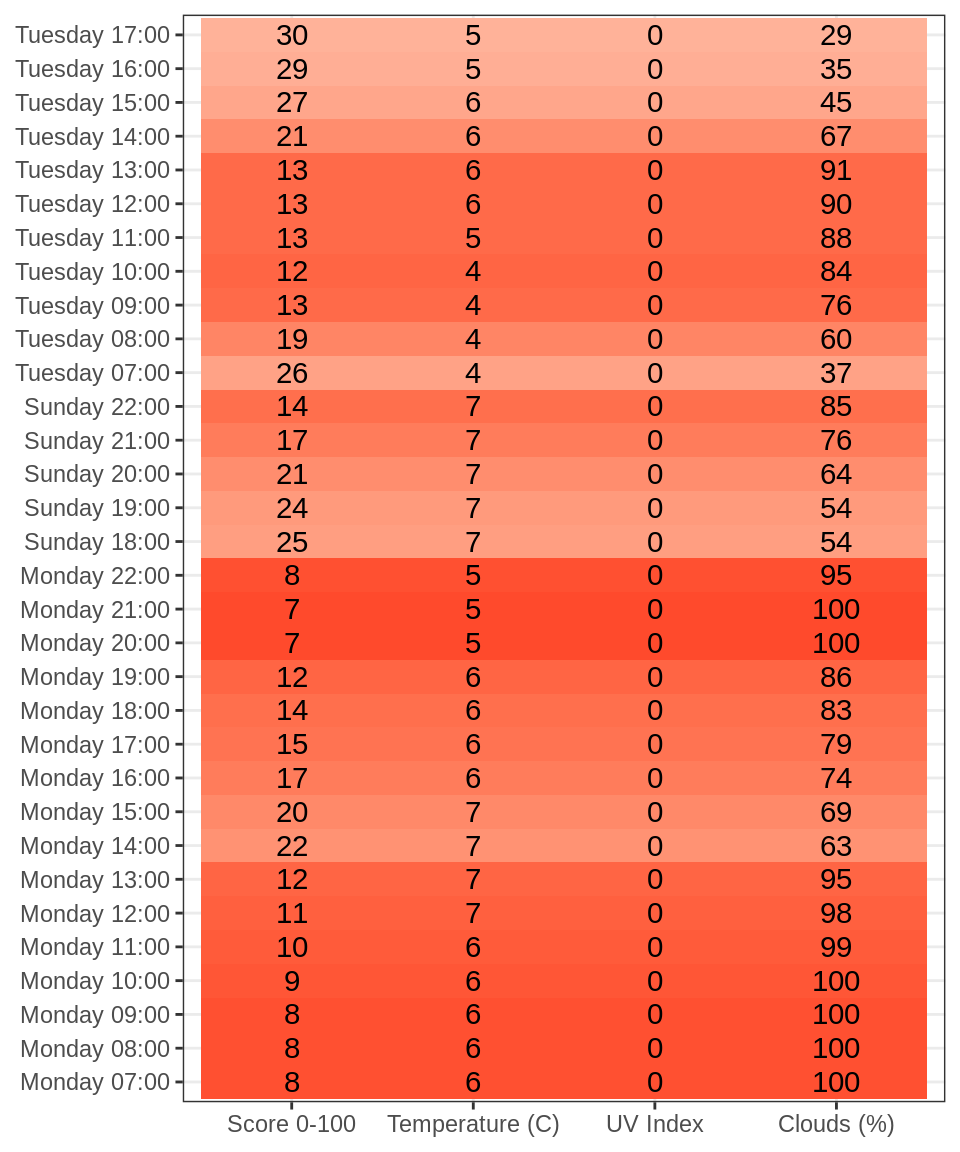 Tuesday 17:00 30 5 0 29
Tuesday 16:00 29 5 0 35
Tuesday 15:00 27 6 0 45
Tuesday 14:00 21 6 0 67
Tuesday 13:00 13 6 0 91
Tuesday 12:00 13 6 0 90
Tuesday 11:00 13 5 0 88
Tuesday 10:00 12 4 0 84
Tuesday 09:00 13 4 0 76
Tuesday 08:00 19 4 0 60
Tuesday 07:00 26 4 0 37
Sunday 22:00 14 7 0 85
Sunday 21:00 17 7 0 76
Sunday 20:00 21 7 0 64
Sunday 19:00 24 7 0 54
Sunday 18:00 25 7 0 54
Monday 22:00 8 5 0 95
Monday 21:00 7 5 0 100
Monday 20:00 7 5 0 100
Monday 19:00 12 6 0 86
Monday 18:00 14 6 0 83
Monday 17:00 15 6 0 79
Monday 16:00 17 6 0 74
Monday 15:00 20 7 0 69
Monday 14:00 22 7 0 63
Monday 13:00 12 7 0 95
Monday 12:00 11 7 0 98
Monday 11:00 10 6 0 99
Monday 10:00 9 6 0 100
Monday 09:00 8 6 0 100
Monday 08:00 8 6 0 100
Monday 07:00 8 6 0 100
Score 0-100 Temperature (C) UV Index Clouds (%)